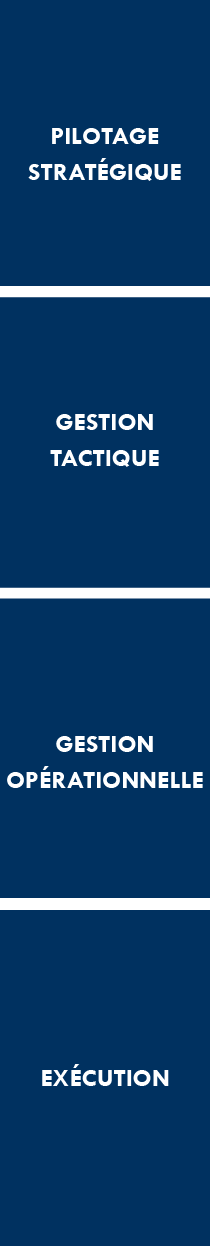 PILOTAGE
STRATÉGIQUE
GESTION
TACTIQUE
GESTION
OPÉRATIONNELLE
EXÉCUTION